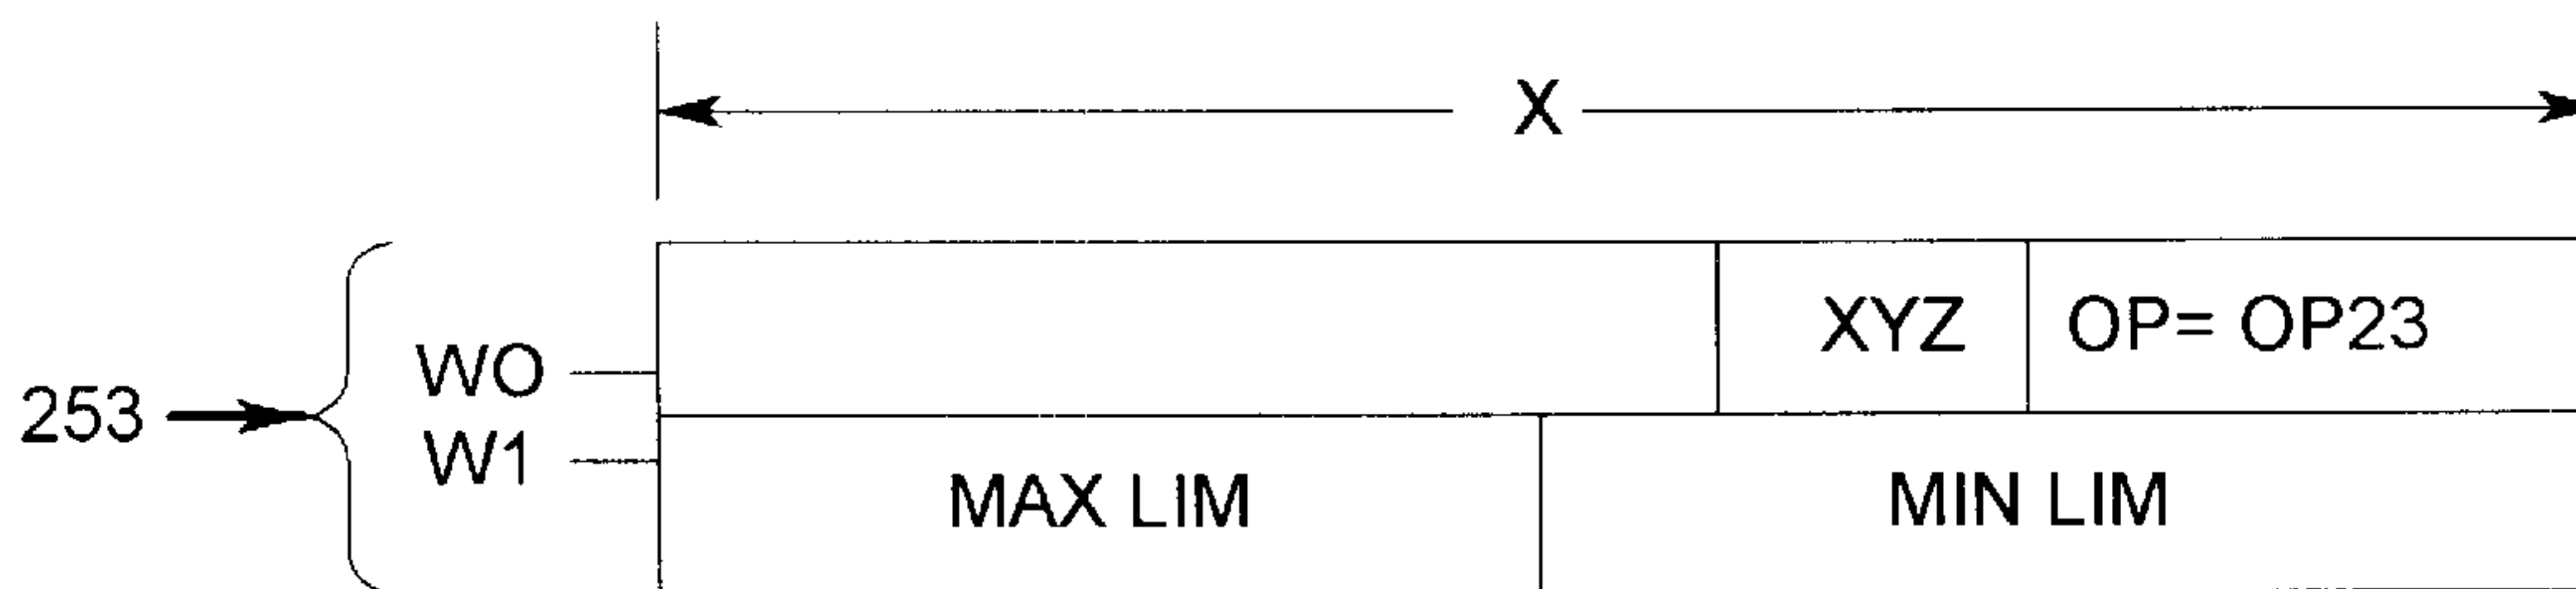 X
XYZ OP= OP23
WO
253
W1
MAX LIM MIN LIM